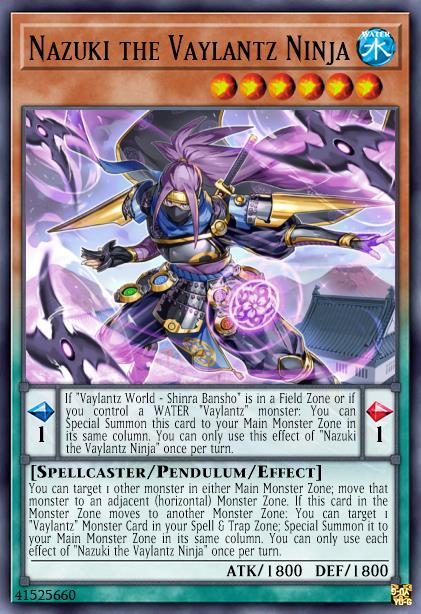 Nazuki the Vaylantz Ninja
WATER
水
If "Vaylantz World - Shinra Bansho" is in a Field Zone or if
you control a WATER "Vaylantz" monster: You can
Special Summon this card to your Main Monster Zone in
its same column. You can only use this effect of "Nazuki
the Vaylantz Ninja" once per turn.
1
1
[Spellcaster/Pendulum/Effect]
You can target 1 other monster in either Main Monster Zone; move that
monster to an adjacent (horizontal) Monster Zone. If this card in the
Monster Zone moves to another Monster Zone: You can target 1
"Vaylantz" Monster Card in your Spell & Trap Zone; Special Summon it to
your Main Monster Zone in its same column. You can only use each
effect of "Nazuki the Vaylantz Ninja" once per turn.
ATK/1800 DEF/1800
41525660